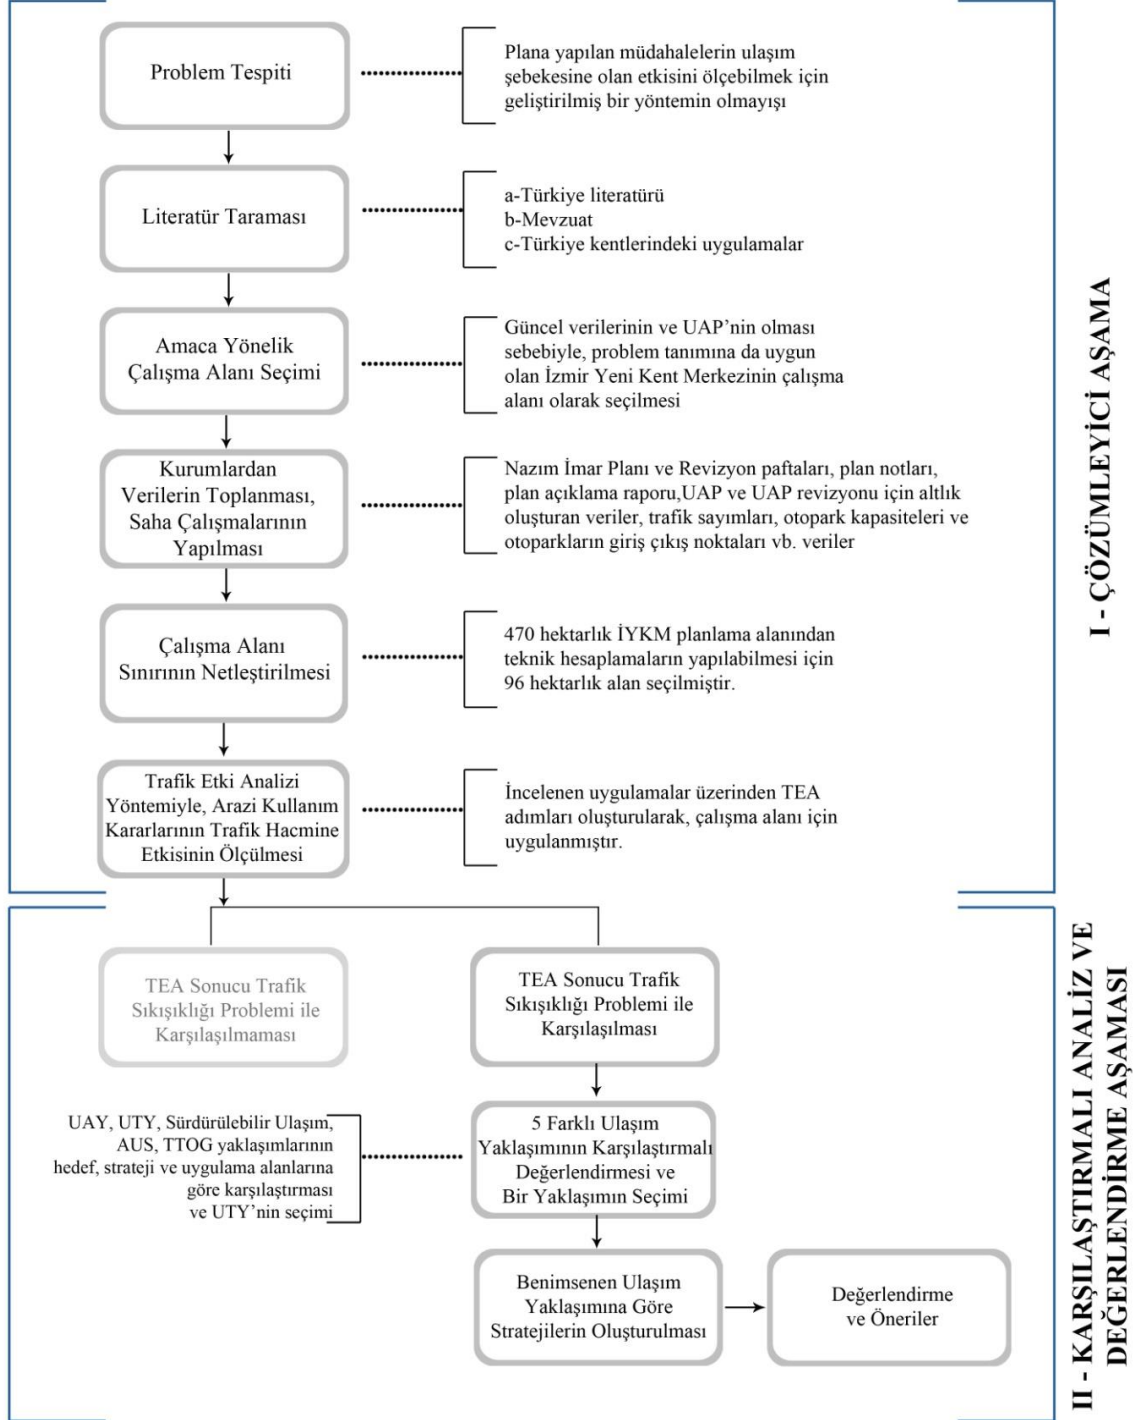 Problem Tespiti
Plana yapılan müdahalelerin ulaşım
şebekesine olan etkisini ölçebilmek için
geliştirilmiş bir yöntemin olmayışı
Literatür Taraması
a-Türkiye literatürü
b-Mevzuat
c-Türkiye kentlerindeki uygulamalar
Amaca Yönelik
Çalışma Alanı Seçimi
Güncel verilerinin ve UAP’nin olması
sebebiyle, problem tanımına da uygun
olan İzmir Yeni Kent Merkezinin çalışma
alanı olarak seçilmesi
Kurumlardan
Verilerin Toplanması,
Saha Çalışmalarının
Yapılması
Nazım İmar Planı ve Revizyon paftaları, plan notları,
plan açıklama raporu,UAP ve UAP revizyonu için altlık
oluşturan veriler, trafik sayımları, otopark kapasiteleri ve
otoparkların giriş çıkış noktaları vb. veriler
Çalışma Alanı
Sınırının Netleştirilmesi
470 hektarlık İYKM planlama alanından
teknik hesaplamaların yapılabilmesi için
96 hektarlık alan seçilmiştir.
Trafik Etki Analizi
Yöntemiyle, Arazi Kullanım
Kararlarının Trafik Hacmine
Etkisinin Ölçülmesi
İncelenen uygulamalar üzerinden TEA
adımları oluşturularak, çalışma alanı için
uygulanmıştır.
I - ÇÖZÜMLEYİCİ AŞAMA
TEA Sonucu Trafik
Sıkışıklığı Problemi ile
Karşılaşılmaması
TEA Sonucu Trafik
Sıkışıklığı Problemi ile
Karşılaşılması
UAY, UTY, Sürdürülebilir Ulaşım,
AUS, TTOG yaklaşımlarının
hedef, strateji ve uygulama alanlarına
göre karşılaştırması
ve UTY’nin seçimi
5 Farklı Ulaşım
Yaklaşımının Karşılaştırmalı
Değerlendirmesi ve
Bir Yaklaşımın Seçimi
Benimsenen Ulaşım
Yaklaşımına Göre
Stratejilerin Oluşturulması
Değerlendirme
ve Öneriler
II - KARŞILAŞTIRMALI ANALİZ VE
DEĞERLENDİRME AŞAMASI